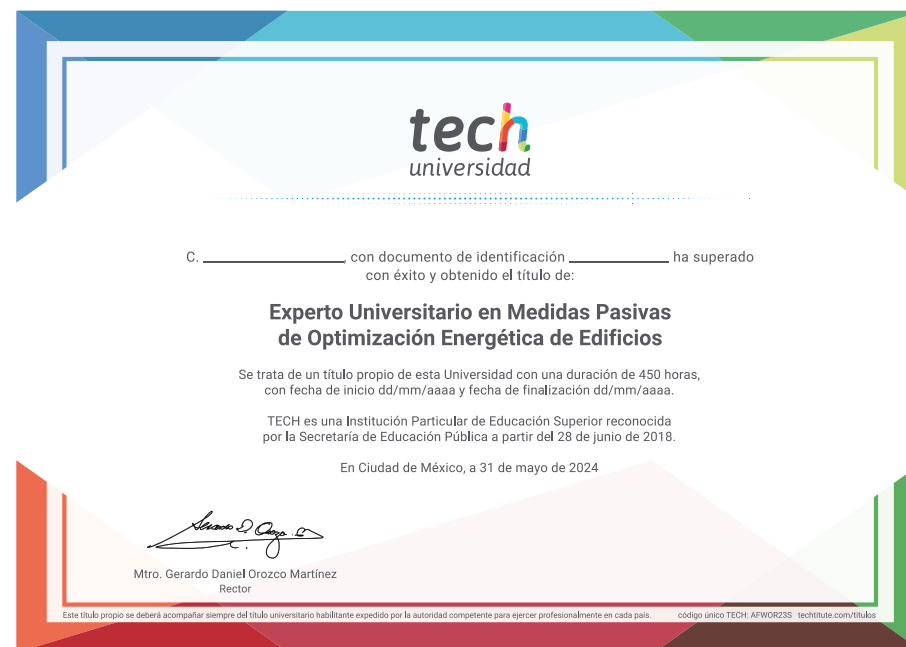 tech
universidad
C. ____________, con documento de identificación ____________ ha superado
con éxito y obtenido el título de:
Experto Universitario en Medidas Pasivas
de Optimización Energética de Edificios
Se trata de un título propio de esta Universidad con una duración de 450 horas,
con fecha de inicio dd/mm/aaaa y fecha de finalización dd/mm/aaaa.
TECH es una Institución Particular de Educación Superior reconocida
por la Secretaría de Educación Pública a partir del 28 de junio de 2018.
En Ciudad de México, a 31 de mayo de 2024
Mtro. Gerardo Daniel Orozco Martínez
Rector
Este título propio se deberá acompañar siempre del título universitario habilitante expedido por la autoridad competente para ejercer profesionalmente en cada país. código único TECH: AFWOR23S techtitute.com/titulos